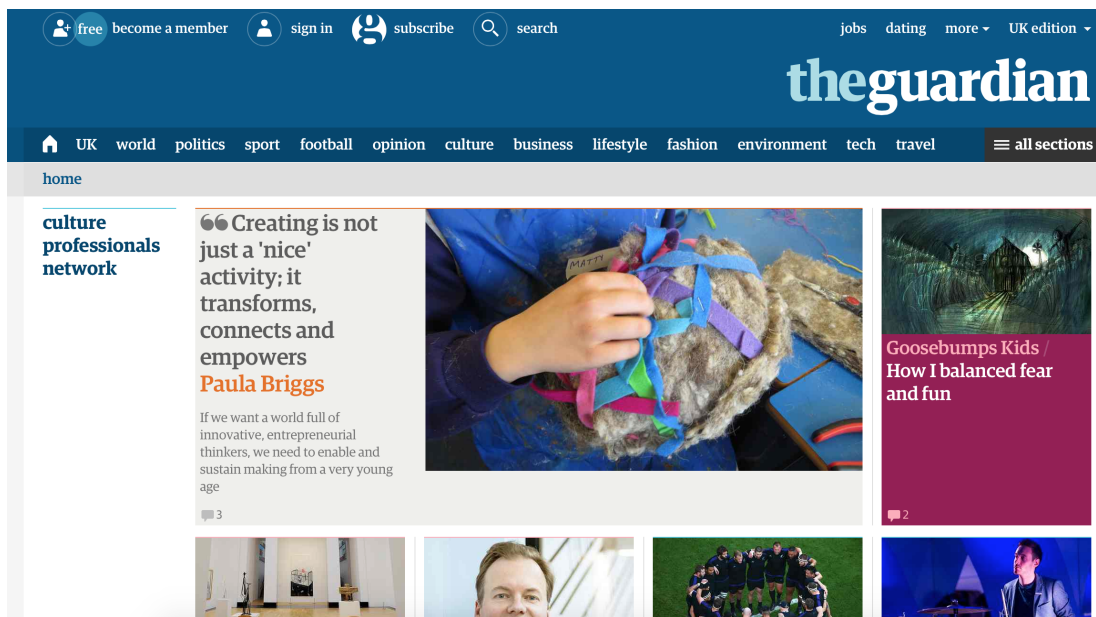 free become a member sign in subscribe search jobs dating more UK edition
theguardian
UK world politics sport football opinion culture business lifestyle fashion environment tech travel all sections
home
culture
professionals
network
❝ Creating is not
just a 'nice'
activity; it
transforms,
connects and
empowers
Paula Briggs
If we want a world full of
innovative, entrepreneurial
thinkers, we need to enable and
sustain making from a very young
age
3
MATTY
Goosebumps Kids /
How I balanced fear
and fun
2